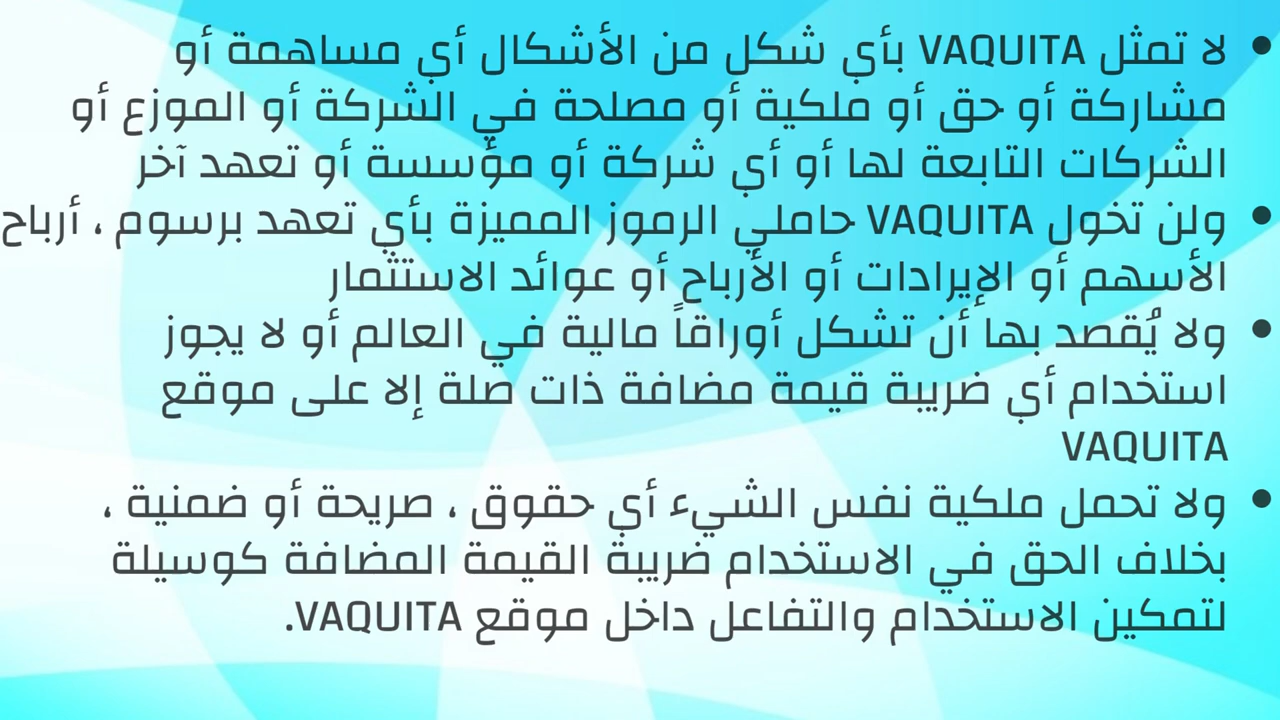 • لا تمثل VAQUITA بأي شكل من الأشكال أي مساهمة أو
مشاركة أو حق أو ملكية أو مصلحة في الشركة أو الموزع أو
الشركات التابعة لها أو أي شركة أو مؤسسة أو تعهد آخر
• ولن تخول VAQUITA حاملي الرموز المميزة بأي تعهد برسوم ، أرباح
الأسهم أو الإيرادات أو الأرباح أو عوائد الاستثمار
• ولا يُقصد بها أن تشكل أوراقاً مالية في العالم أو لا يجوز
استخدام أي ضريبة قيمة مضافة ذات صلة إلا على موقع
VAQUITA
• ولا تحمل ملكية نفس الشيء أي حقوق ، صريحة أو ضمنية ،
بخلاف الحق في الاستخدام ضريبة القيمة المضافة كوسيلة
لتمكين الاستخدام والتفاعل داخل موقع VAQUITA.